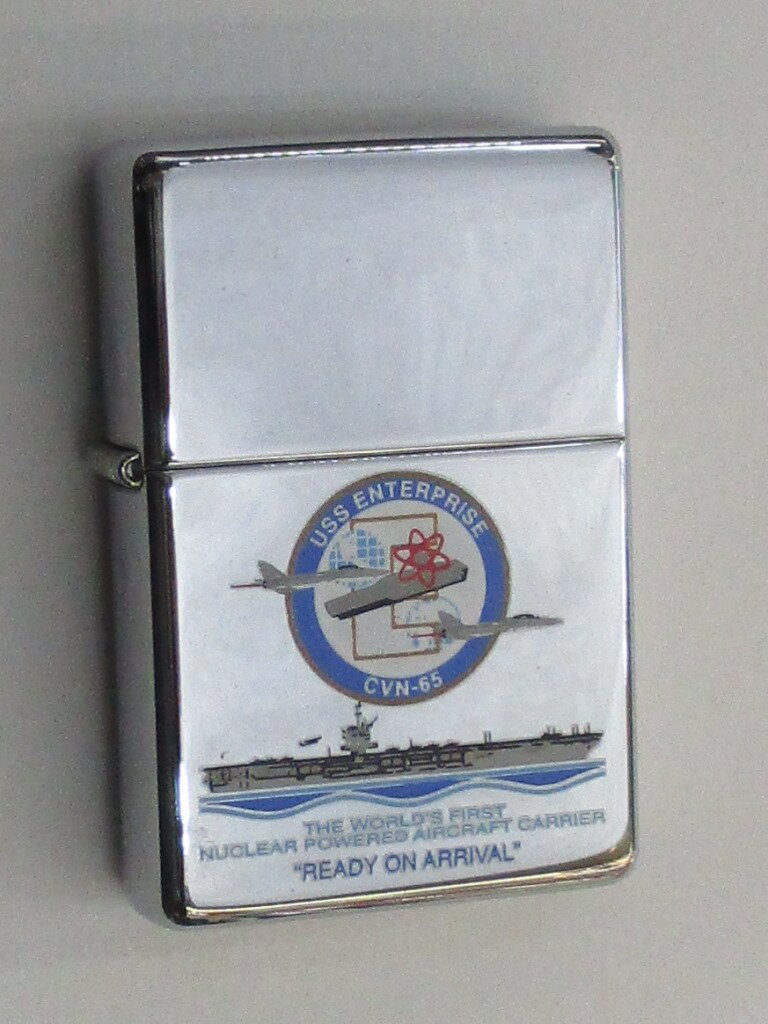 USS ENTERPRISE
CVN-65
THE WORLD'S FIRST
NUCLEAR POWERED AIRCRAFT CARRIER
"READY ON ARRIVAL"